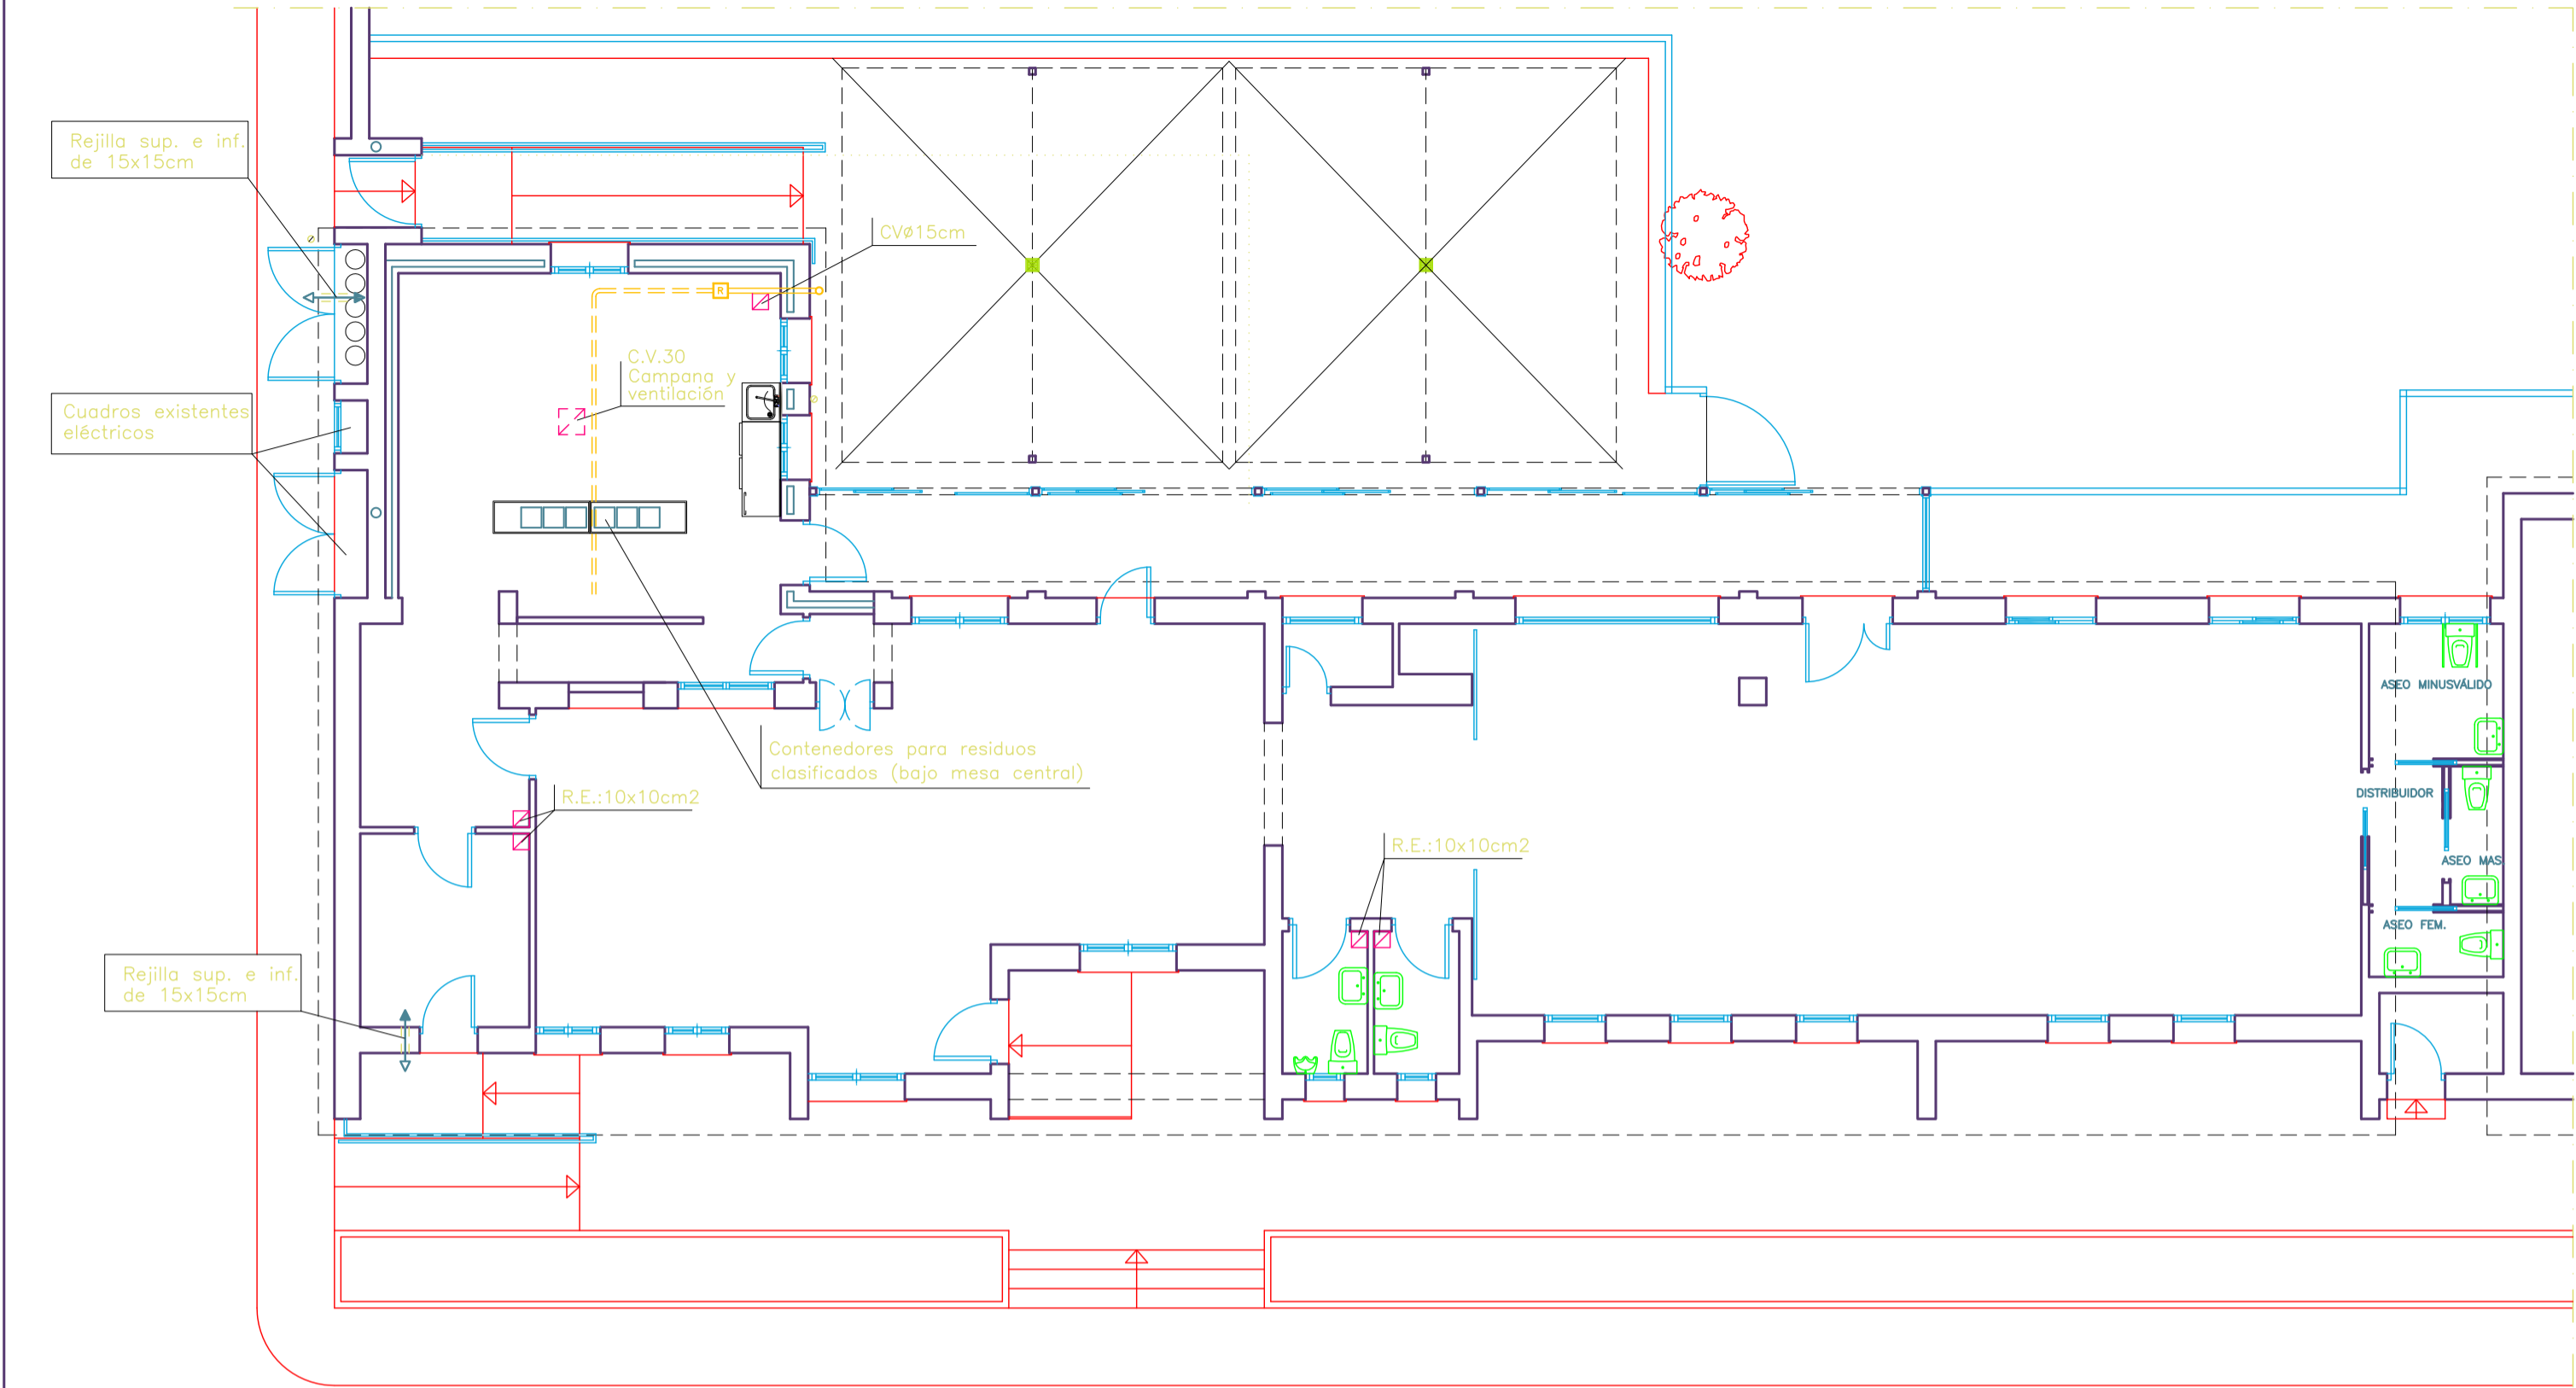 Rejilla sup. e inf.
de 15x15cm
CVø15cm
R
C.V.30
Campana y
ventilación
Cuadros existentes
eléctricos
ASEO MINUSVÁLIDO
Contenedores para residuos
clasificados (bajo mesa central)
DISTRIBUIDOR
R.E.:10x10cm2
R.E.:10x10cm2
ASEO MAS
ASEO FEM.
Rejilla sup. e inf.
de 15x15cm